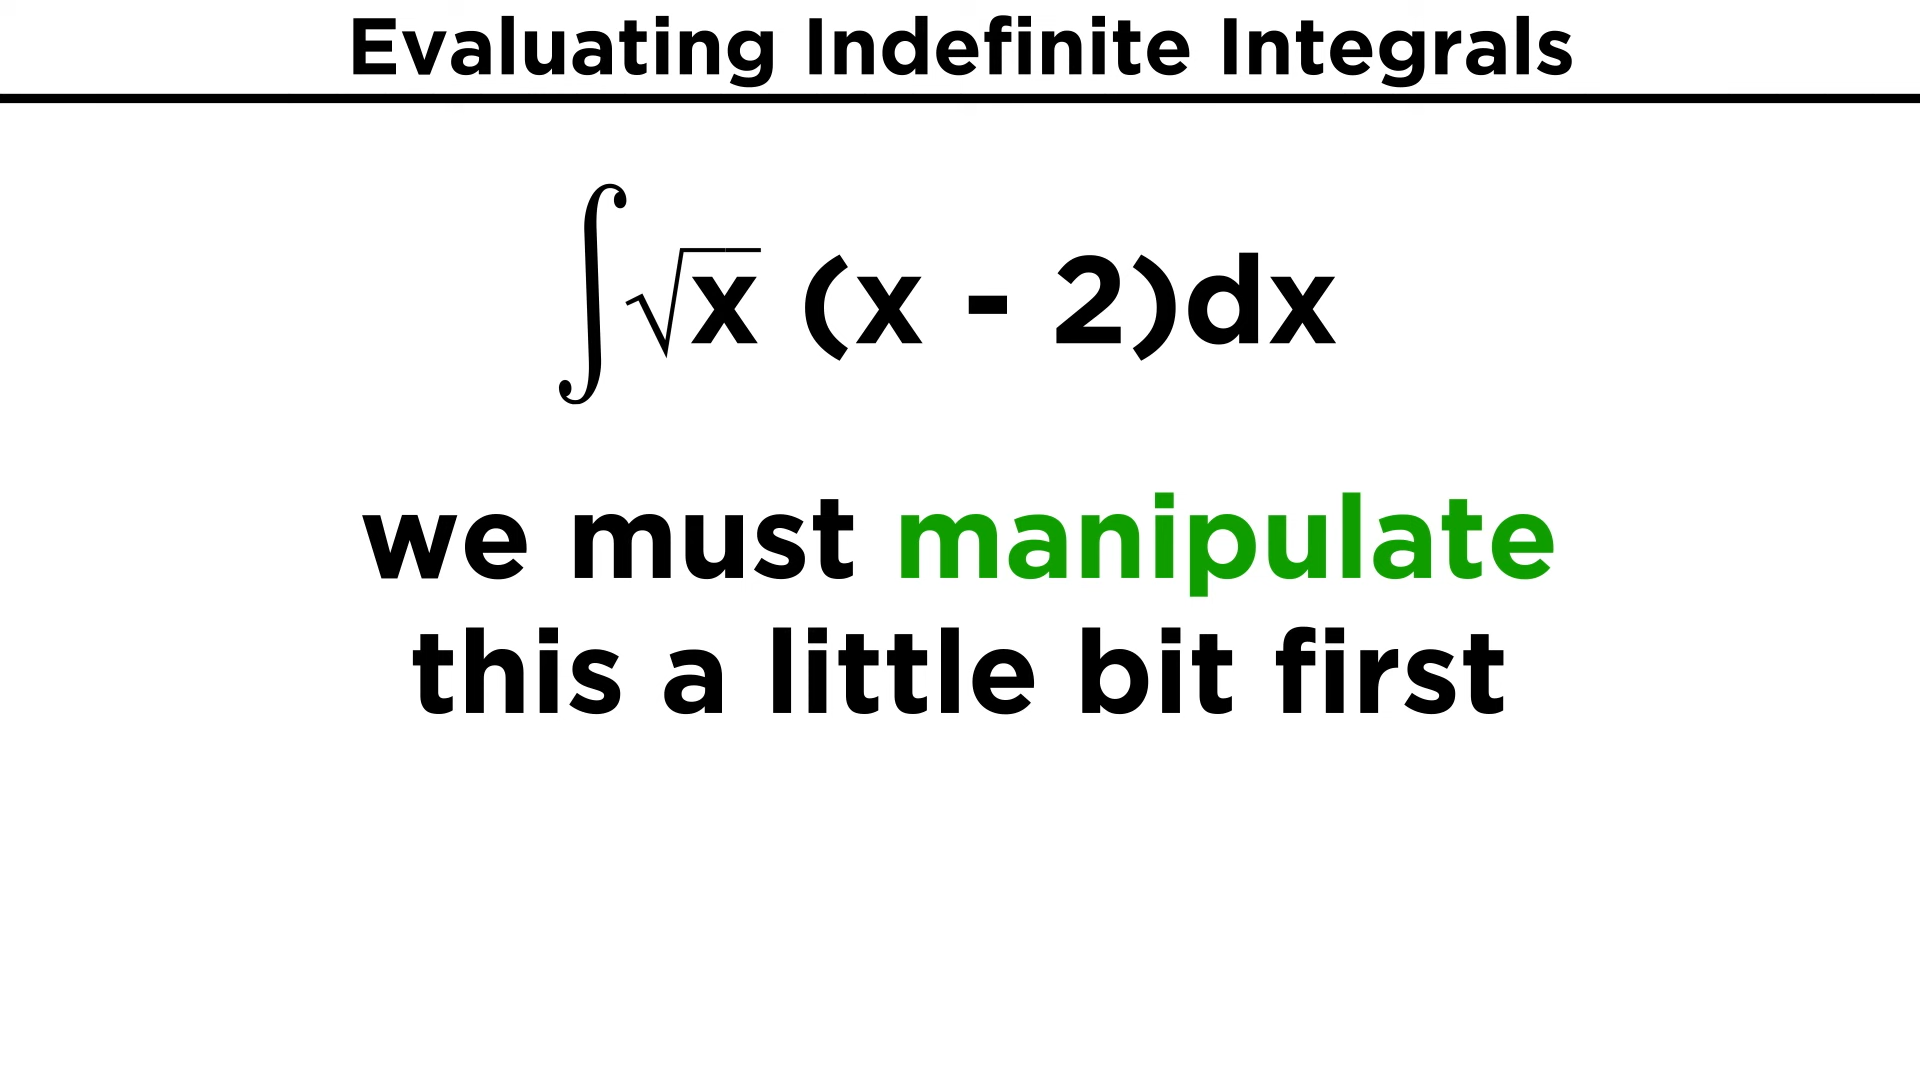 Evaluating Indefinite Integrals
∫√x (x - 2)dx
we must manipulate
this a little bit first